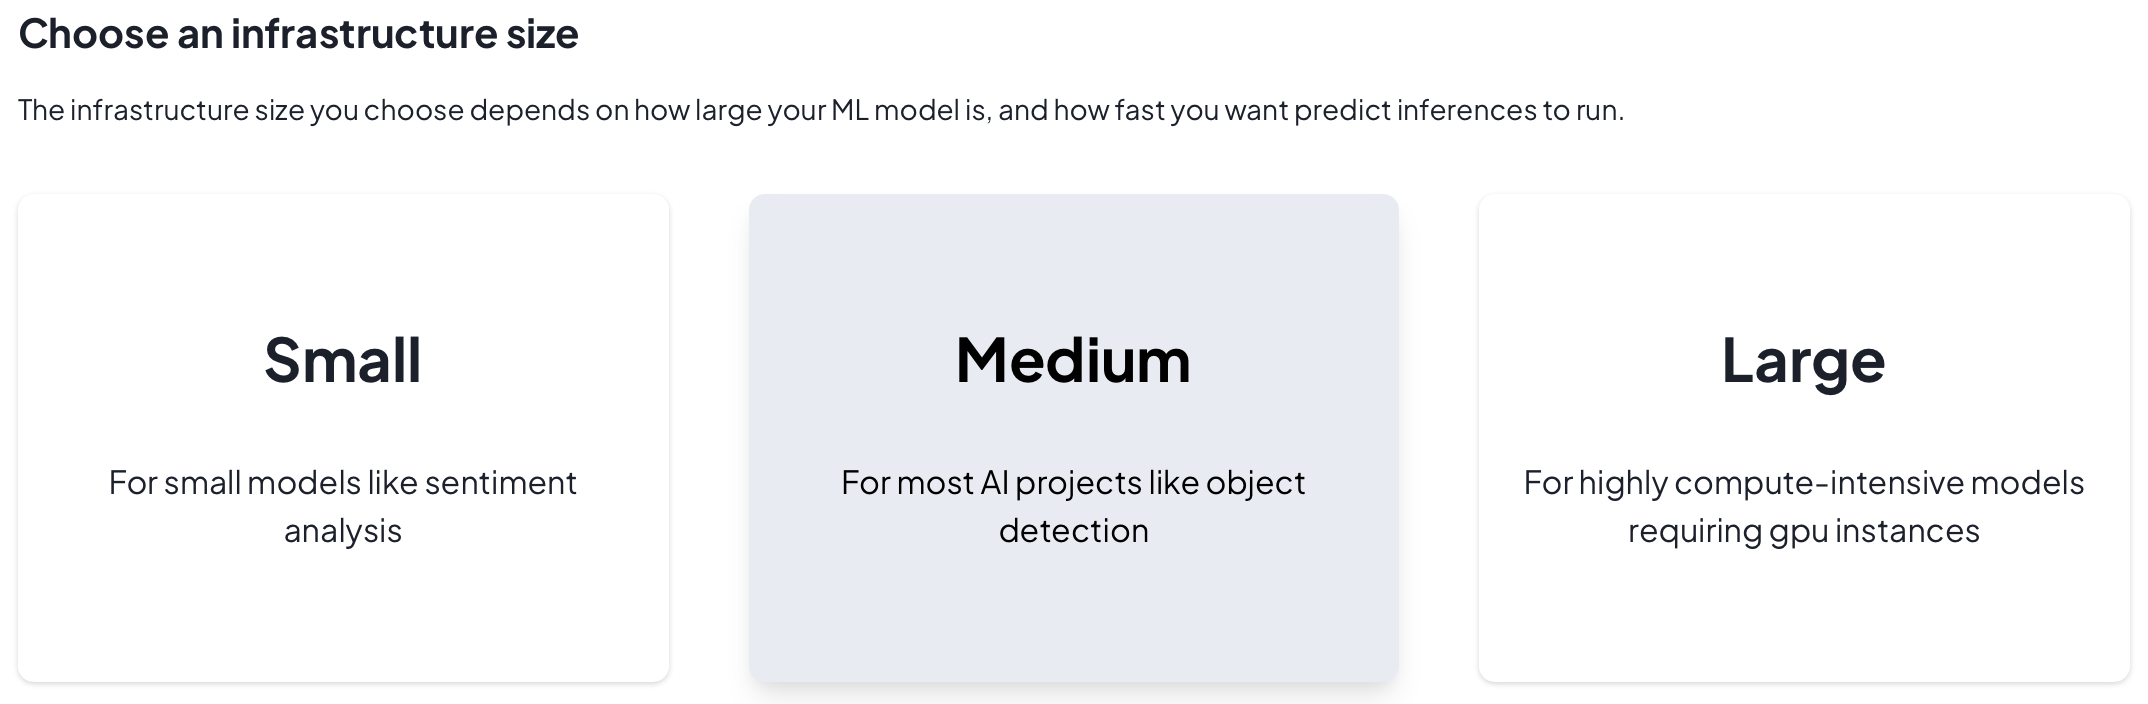 Choose an infrastructure size
The infrastructure size you choose depends on how large your ML model is, and how fast you want predict inferences to run.
Small
For small models like sentiment
analysis
Medium
For most AI projects like object
detection
Large
For highly compute-intensive models
requiring gpu instances